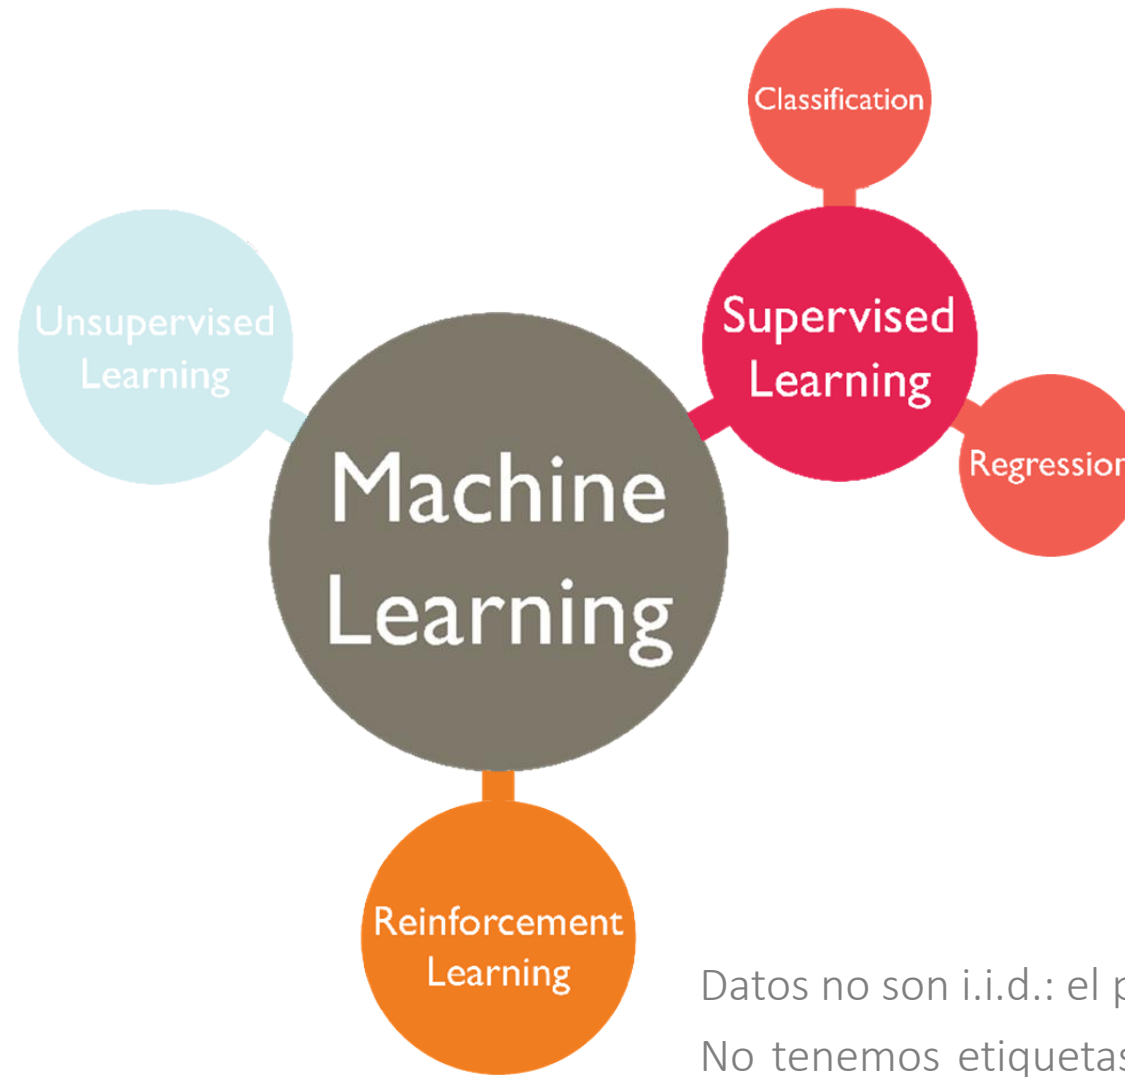 Classification
Unsupervised
Learning
Supervised
Learning
Regression
Machine
Learning
Reinforcement
Learning
Datos no son i.i.d.: el
No tenemos etiquetas